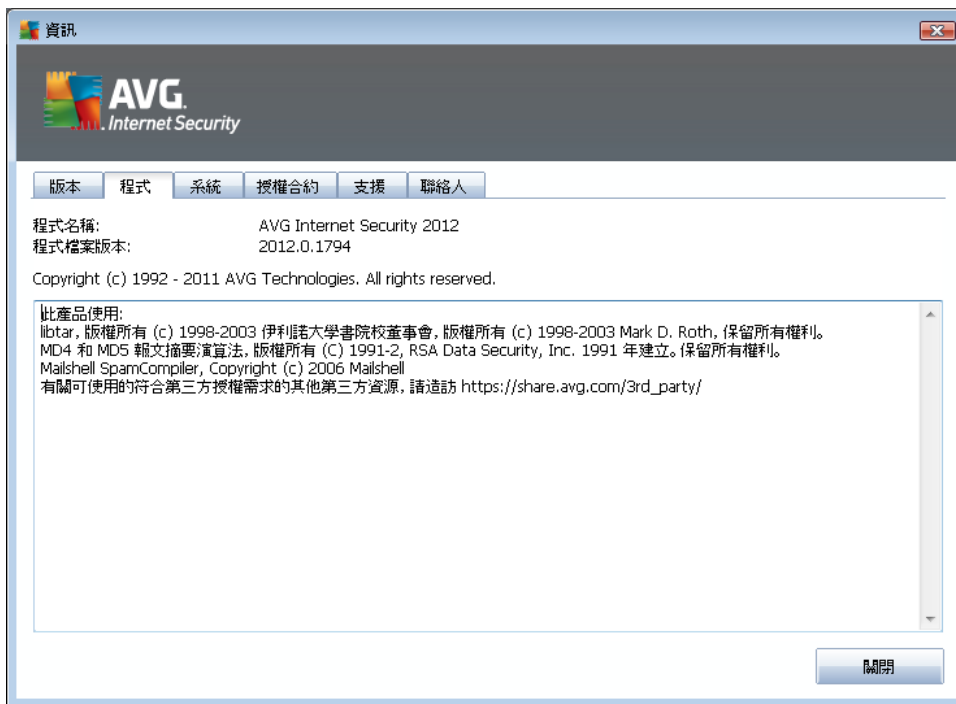 資訊
AVG.
Internet Security
版本 程式 系統 授權合約 支援 聯絡人
程式名稱: AVG Internet Security 2012
程式檔案版本: 2012.0.1794
Copyright (c) 1992 - 2011 AVG Technologies. All rights reserved.
此產品使用:
libtar, 版權所有 (c) 1998-2003 伊利諾大學書院校董事會, 版權所有 (c) 1998-2003 Mark D. Roth, 保留所有權利。
MD4 和 MD5 報文摘要演算法, 版權所有 (C) 1991-2, RSA Data Security, Inc. 1991 年建立。保留所有權利。
Mailshell SpamCompiler, Copyright (c) 2006 Mailshell
有關可使用的符合第三方授權需求的其他第三方資源, 請造訪 https://share.avg.com/3rd_party/
關閉